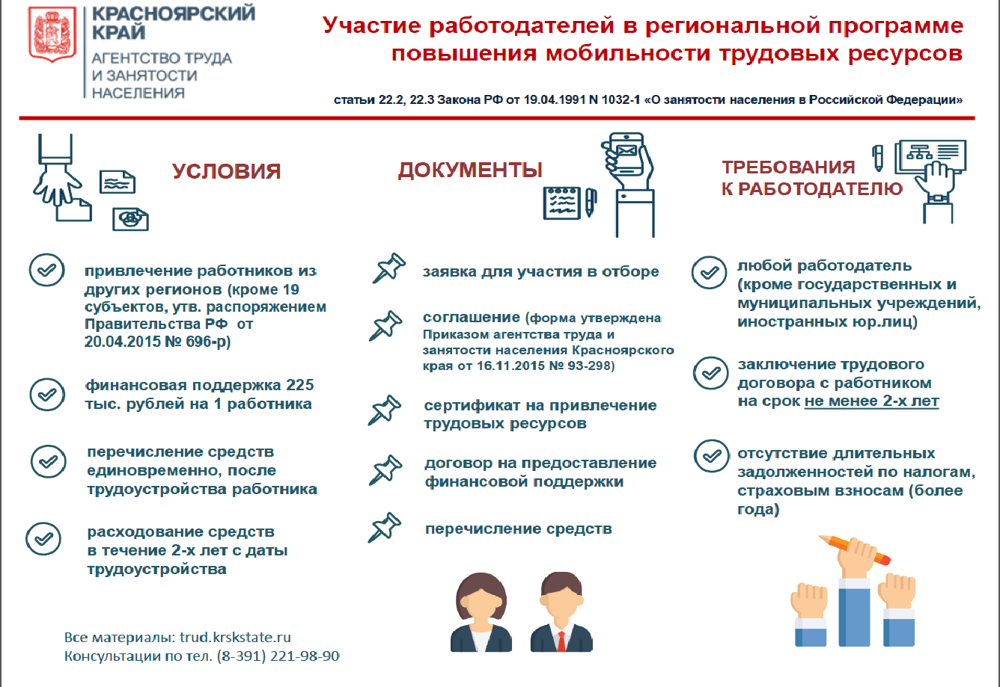 КРАСНОЯРСКИЙ
КРАЙ
АГЕНТСТВО ТРУДА
И ЗАНЯТОСТИ
НАСЕЛЕНИЯ
Участие работодателей в региональной программе
повышения мобильности трудовых ресурсов
статьи 22.2, 22.3 Закона РФ от 19.04.1991 N 1032-1 «О занятости населения в Российской Федерации»
УСЛОВИЯ
привлечение работников из
других регионов (кроме 19
субъектов, утв. распоряжением
Правительства РФ от
20.04.2015 № 696-р)
финансовая поддержка 225
тыс. рублей на 1 работника
перечисление средств
единовременно, после
трудоустройства работника
расходование средств
в течение 2-х лет с даты
трудоустройства
ДОКУМЕНТЫ
заявка для участия в отборе
соглашение (форма утверждена
Приказом агентства труда и
занятости населения Красноярского
края от 16.11.2015 № 93-298)
сертификат на привлечение
трудовых ресурсов
договор на предоставление
финансовой поддержки
перечисление средств
ТРЕБОВАНИЯ
К РАБОТОДАТЕЛЮ
любой работодатель
(кроме государственных и
муниципальных учреждений,
иностранных юр.лиц)
заключение трудового
договора с работником
на срок не менее 2-х лет
отсутствие длительных
задолженностей по налогам,
страховым взносам (более
года)
Все материалы: trud.krskstate.ru
Консультации по тел. (8-391) 221-98-90